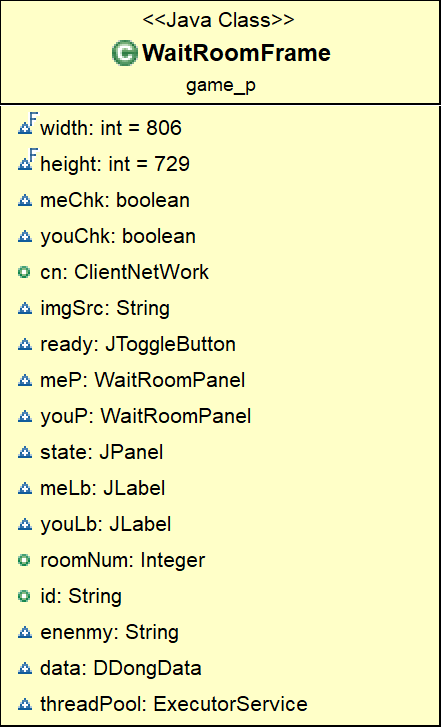 <<Java Class>>
C WaitRoomFrame
game_p
F width: int = 806
F height: int = 729
meChk: boolean
youChk: boolean
cn: ClientNetWork
imgSrc: String
ready: JToggleButton
meP: WaitRoomPanel
youP: WaitRoomPanel
state: JPanel
meLb: JLabel
youLb: JLabel
roomNum: Integer
id: String
enenmy: String
data: DDongData
threadPool: ExecutorService